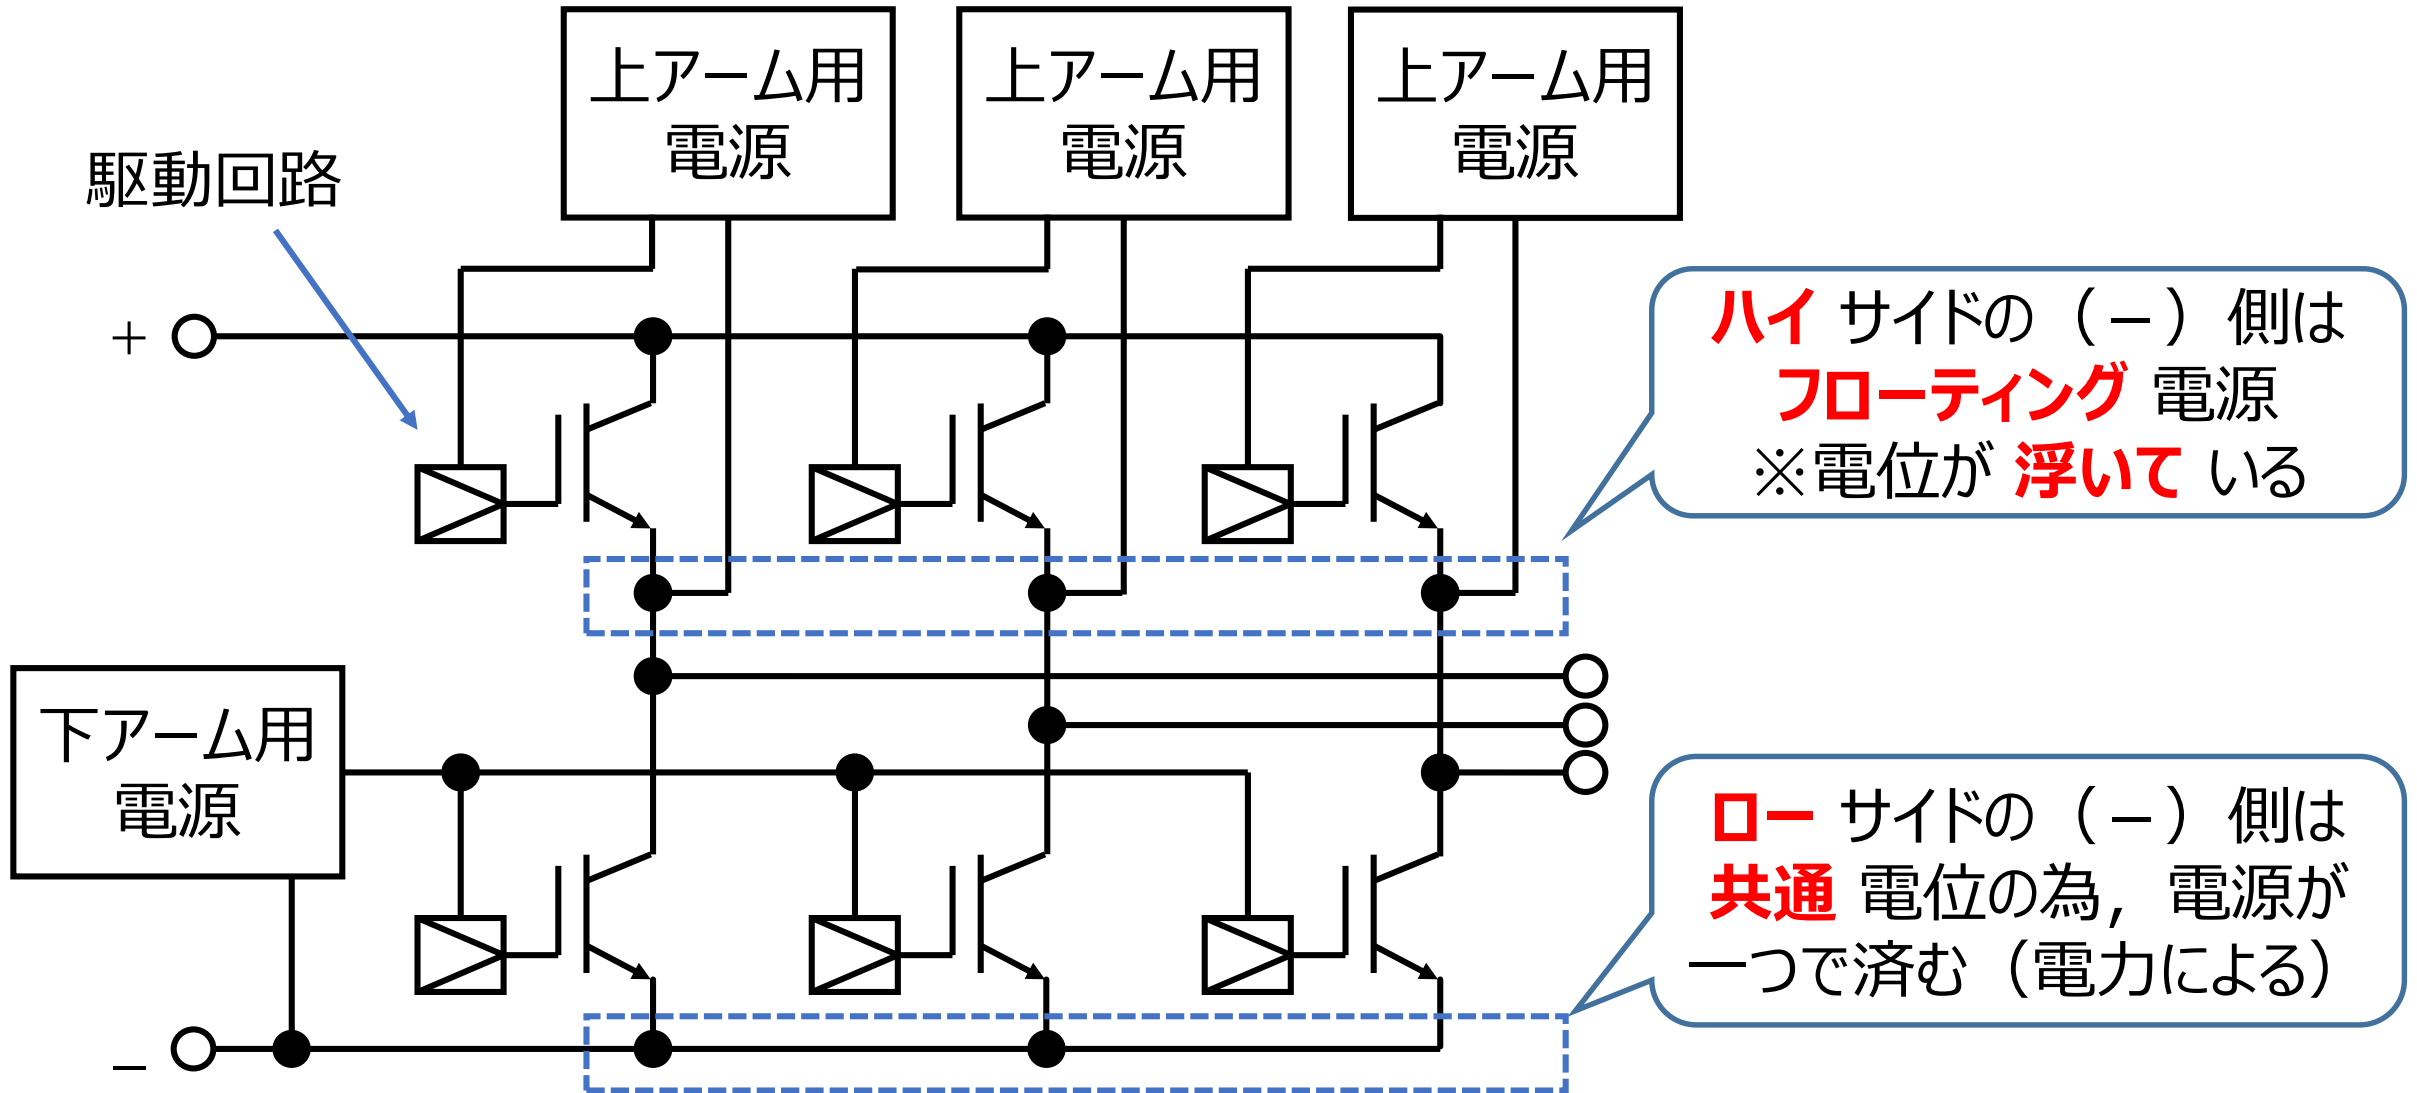 上アーム用
電源
上アーム用
電源
上アーム用
電源
駆動回路
+
ハイ サイドの（－）側は
フローティング 電源
※電位が 浮いて いる
下アーム用
電源
ロー サイドの（－）側は
共通 電位の為，電源が
一つで済む（電力による）
－